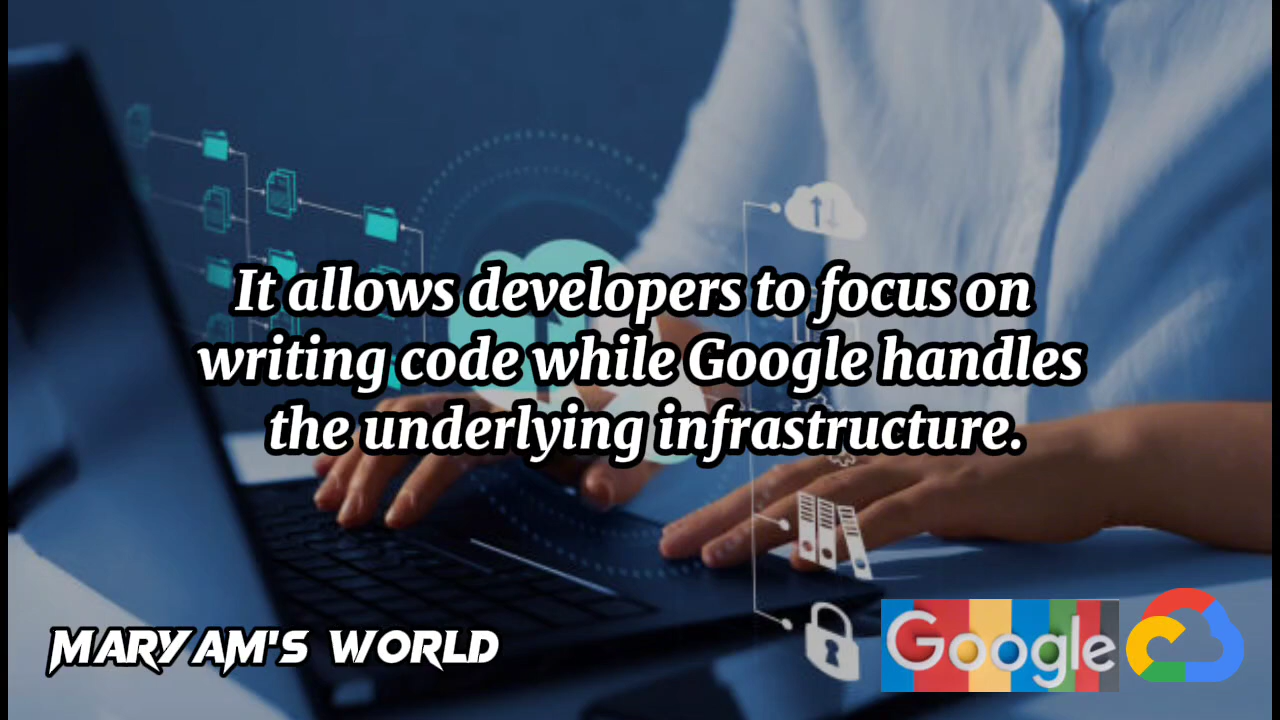 It allows developers to focus on
writing code while Google handles
the underlying infrastructure.
MARYAM'S WORLD
Google